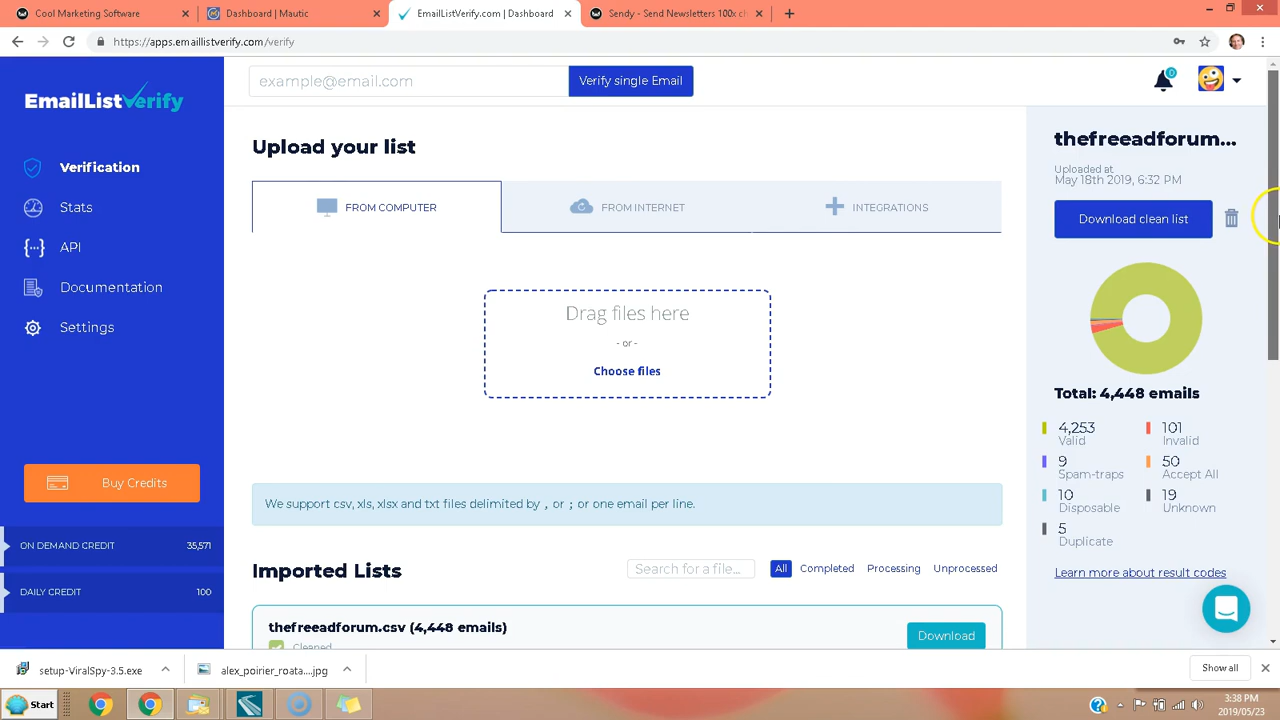 Cool Marketing Software
Dashboard | Mautic
EmailListVerify.com | Dashboard
Sendy - Send Newsletters 100x ch
https://apps.emaillistverify.com/verify
EmailListverify
example@email.com
Verify single Email
0
Verification
Stats
API
Documentation
Settings
Buy Credits
ON DEMAND CREDIT 35,571
DAILY CREDIT 100
Upload your list
FROM COMPUTER
FROM INTERNET
INTEGRATIONS
Drag files here
- or -
Choose files
We support csv, xls, xlsx and txt files delimited by , or ; or one email per line.
Imported Lists
Search for a file...
All
Completed
Processing
Unprocessed
thefreeadforum.csv (4,448 emails)
Cleaned
Download
thefreeadforum...
Uploaded at
May 18th 2019, 6:32 PM
Download clean list
Total: 4,448 emails
4,253
Valid
101
Invalid
9
Spam-traps
50
Accept All
10
Disposable
19
Unknown
5
Duplicate
Learn more about result codes
setup-ViralSpy-3.5.exe
alex_poirier_roata....jpg
Show all
Start
3:38 PM
2019/05/23